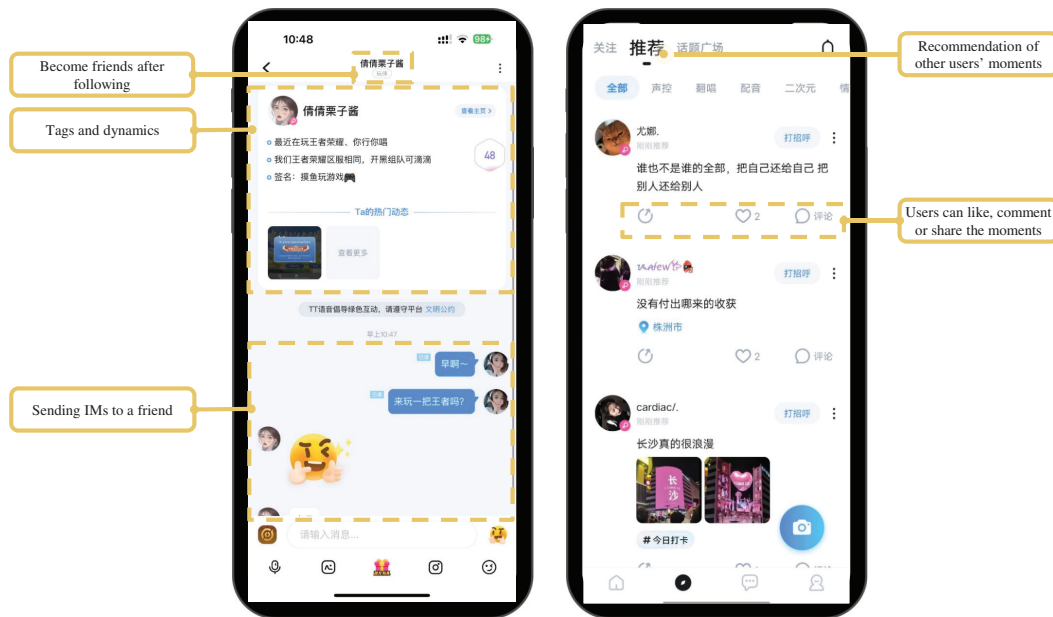 Become friends after
following
Tags and dynamics
Sending IMs to a friend
10:48
98
倩倩栗子酱
玩伴
倩倩栗子酱
查看主页
最近在玩王者荣耀、你行你唱
我们王者荣耀区服相同，开黑组队可滴滴
签名：摸鱼玩游戏
48
Ta的热门动态
查看更多
TT语音倡导绿色互动，请遵守平台 文明公约
早上10:47
早啊～
来玩一把王者吗?
请输入消息...
关注 推荐 话题广场
全部 声控 翻唱 配音 二次元 情
尤娜.
刚刚推荐
打招呼
谁也不是谁的全部，把自己还给自己 把
别人还给别人
2 评论
刚刚推荐
打招呼
没有付出哪来的收获
株洲市
2 评论
cardiac/.
刚刚推荐
打招呼
长沙真的很浪漫
长
沙
#今日打卡
Recommendation of
other users’ moments
Users can like, comment
or share the moments